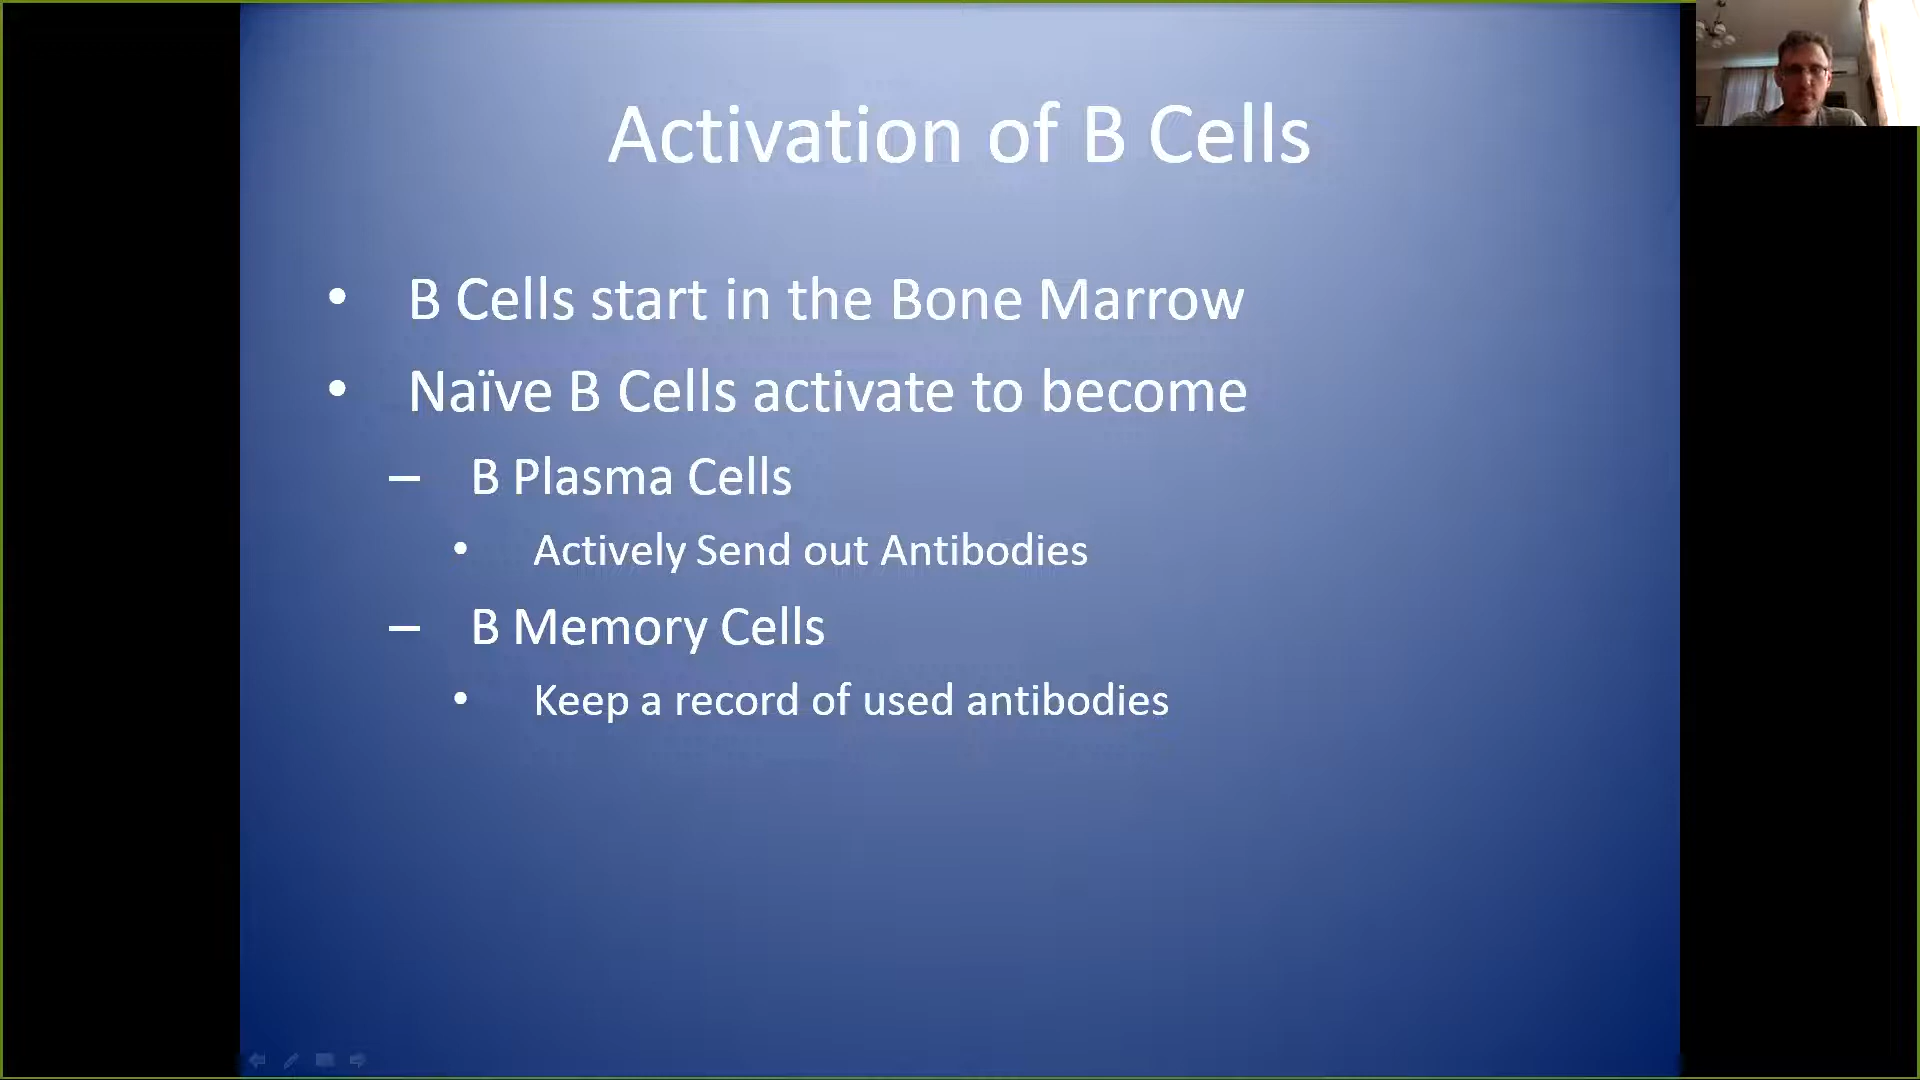 Activation of B Cells
• B Cells start in the Bone Marrow
• Naïve B Cells activate to become
– B Plasma Cells
• Actively Send out Antibodies
– B Memory Cells
• Keep a record of used antibodies